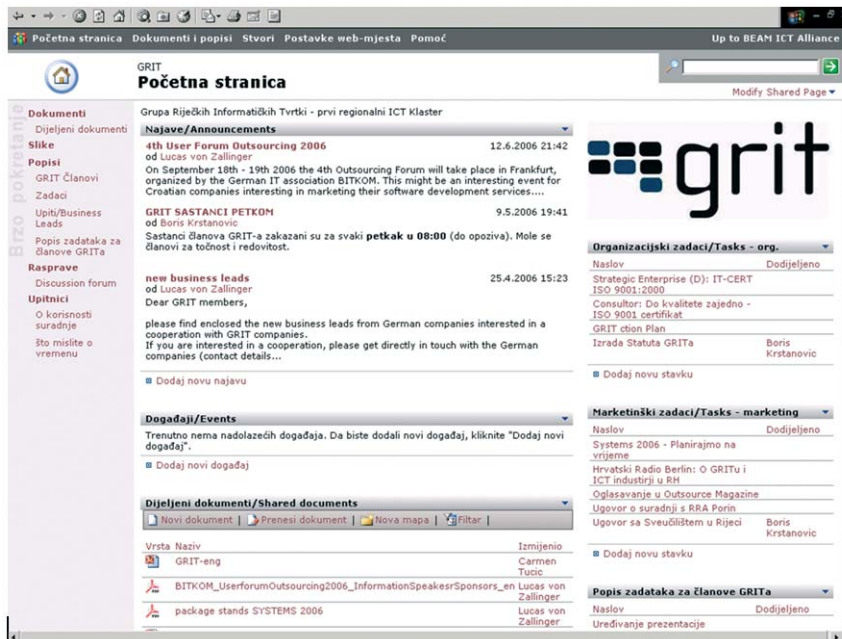 Početna stranica Dokumenti i popisi Stvori Postavke web-mjesta Pomoć Up to BEAM ICT Alliance
GRIT
Početna stranica
Modify Shared Page
Brzo pokretanje
Dokumenti
Dijeljeni dokumenti
Slike
Popisi
GRIT Članovi
Zadaci
Upiti/Business
Leads
Popis zadataka za
članove GRITa
Rasprave
Discussion forum
Upitnici
O korisnosti
suradnje
što mislite o
vremenu
Grupa Riječkih Informatičkih Tvrtki - prvi regionalni ICT Klaster
Najave/Announcements
4th User Forum Outsourcing 2006 12.6.2006 21:42
od Lucas von Zallinger
On September 18th - 19th 2006 the 4th Outsourcing Forum will take place in Frankfurt,
organized by the German IT association BITKOM. This might be an interesting event for
Croatian companies interesting in marketing their software development services....
GRIT SASTANCI PETKOM 9.5.2006 19:41
od Boris Krstanovic
Sastanci članova GRIT-a zakazani su za svaki petkak u 08:00 (do opoziva). Mole se
članovi za točnost i redovitost.
new business leads 25.4.2006 15:23
od Lucas von Zallinger
Dear GRIT members,
please find enclosed the new business leads from German companies interested in a
cooperation with GRIT companies.
If you are interested in a cooperation, please get directly in touch with the German
companies (contact details...
Dodaj novu najavu
Događaji/Events
Trenutno nema nadolazećih događaja. Da biste dodali novi događaj, kliknite "Dodaj novi
događaj".
Dodaj novi događaj
Dijeljeni dokumenti/Shared documents
Novi dokument | Prenesi dokument | Nova mapa | Filtar |
Vrsta Naziv Izmijenio
GRIT-eng Carmen
Tucic
BITKOM_UserforumOutsourcing2006_InformationSpeakesrSponsors_en Lucas von
Zallinger
package stands SYSTEMS 2006 Lucas von
Zallinger
grit
Organizacijski zadaci/Tasks - org.
Naslov Dodijeljeno
Strategic Enterprise (D): IT-CERT
ISO 9001:2000
Consultor: Do kvalitete zajedno -
ISO 9001 certifikat
GRIT ction Plan
Izrada Statuta GRITa Boris
Krstanovic
Dodaj novu stavku
Marketinški zadaci/Tasks - marketing
Naslov Dodijeljeno
Systems 2006 - Planirajmo na
vrijeme
Hrvatski Radio Berlin: O GRITu i
ICT industirji u RH
Oglasavanje u Outsource Magazine
Ugovor o suradnji s RRA Porin
Ugovor sa Sveučilištem u Rijeci Boris
Krstanovic
Dodaj novu stavku
Popis zadataka za članove GRITa
Naslov Dodijeljeno
Uređivanje prezentacije